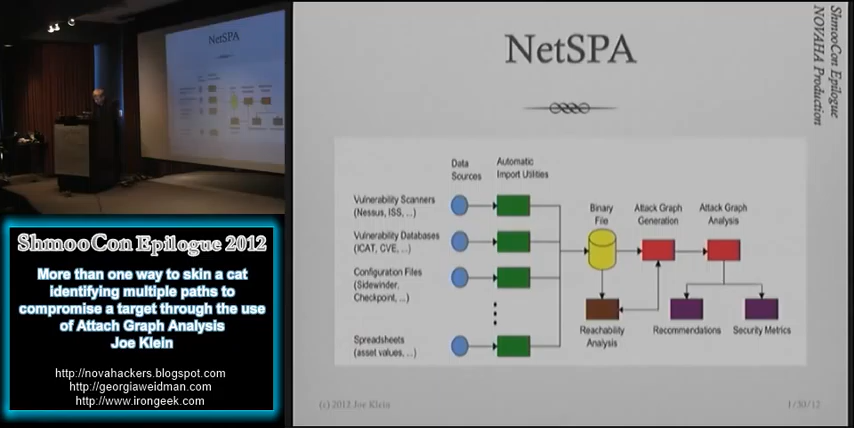 NetSPA
ShmooCon Epilogue
NOVAHA Production
NetSPA
Data
Sources
Automatic
Import Utilities
Vulnerability Scanners
(Nessus, ISS, ...)
Vulnerability Databases
(ICAT, CVE, ...)
Configuration Files
(Sidewinder,
Checkpoint, ...)
Spreadsheets
(asset values, ...)
Binary
File
Attack Graph
Generation
Attack Graph
Analysis
Reachability
Analysis
Recommendations
Security Metrics
(c) 2012 Joe Klein
1/30/12
ShmooCon Epilogue 2012
More than one way to skin a cat
identifying multiple paths to
compromise a target through the use
of Attach Graph Analysis
Joe Klein
http://novahackers.blogspot.com
http://georgiaweidman.com
http://www.irongeek.com